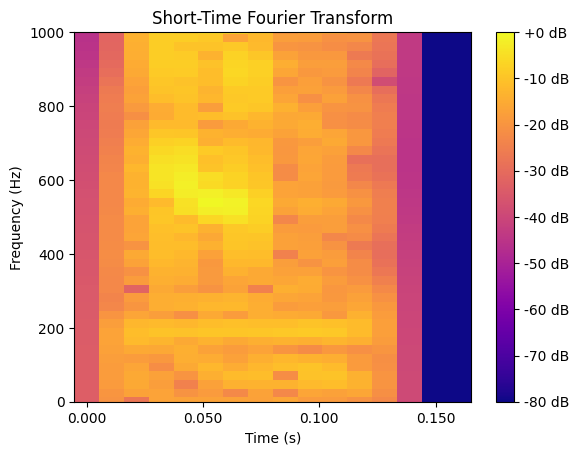 Short-Time Fourier Transform
1000
800
600
400
200
0
Frequency (Hz)
0.000
0.050
0.100
0.150
Time (s)
+0 dB
-10 dB
-20 dB
-30 dB
-40 dB
-50 dB
-60 dB
-70 dB
-80 dB